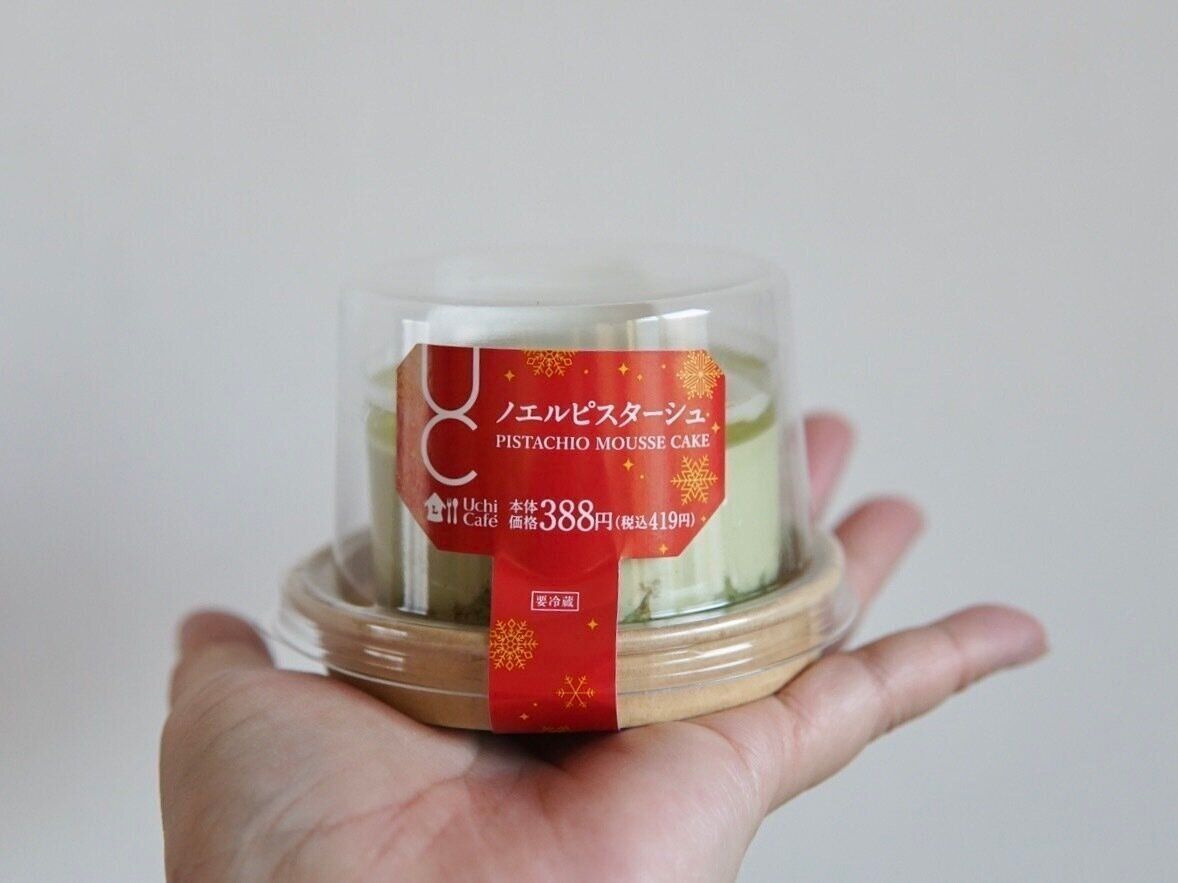 UC
ノエルピスターシュ
PISTACHIO MOUSSE CAKE
Uchi
Café
本体
価格388円(税込419円)
要冷蔵